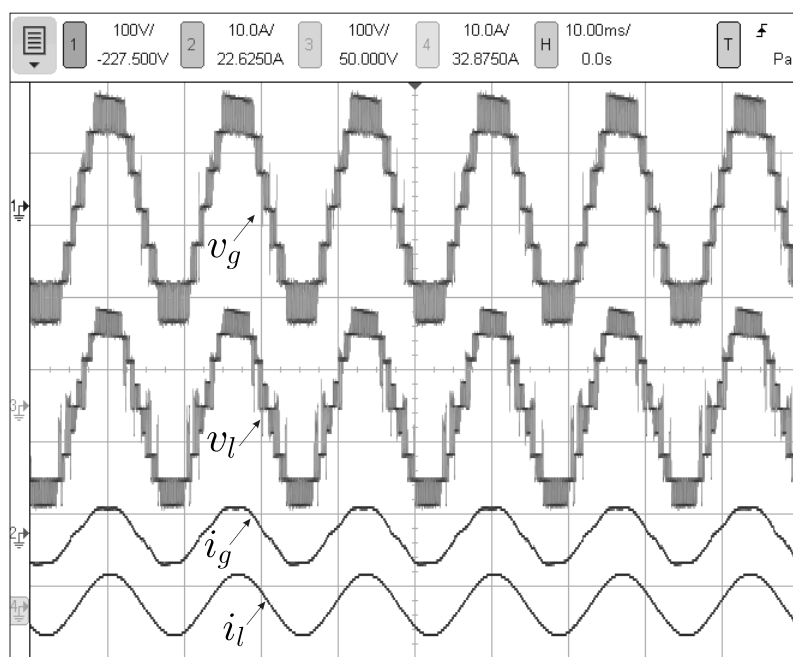 1 100V/ 2 10.0A/ 3 100V/ 4 10.0A/ H 10.00ms/ T
-227.500V 22.6250A 50.000V 32.8750A 0.0s Pa
1
v_g
3
v_l
2
i_g
4
i_l